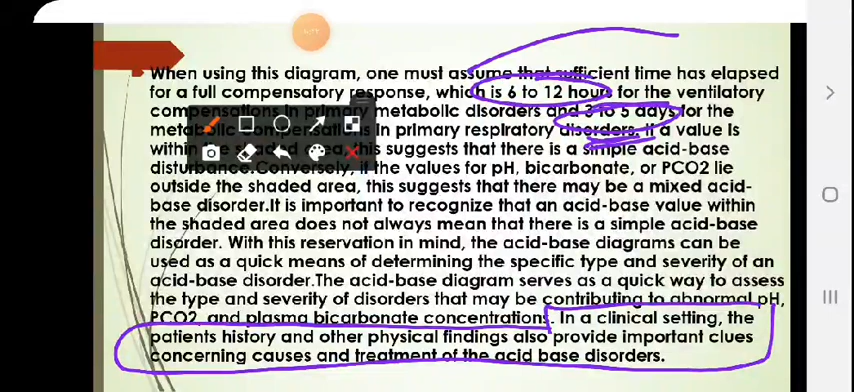 When using this diagram, one must assume that sufficient time has elapsed
for a full compensatory response, which is 6 to 12 hours for the ventilatory
compensations in primary metabolic disorders and 3 to 5 days for the
metabolic compensations in primary respiratory disorders. If a value is
within the shaded area, this suggests that there is a simple acid-base
disturbance.Conversely, if the values for pH, bicarbonate, or PCO2 lie
outside the shaded area, this suggests that there may be a mixed acid-
base disorder.It is important to recognize that an acid-base value within
the shaded area does not always mean that there is a simple acid-base
disorder. With this reservation in mind, the acid-base diagrams can be
used as a quick means of determining the specific type and severity of an
acid-base disorder.The acid-base diagram serves as a quick way to assess
the type and severity of disorders that may be contributing to abnormal pH,
PCO2, and plasma bicarbonate concentrations. In a clinical setting, the
patients history and other physical findings also provide important clues
concerning causes and treatment of the acid base disorders.